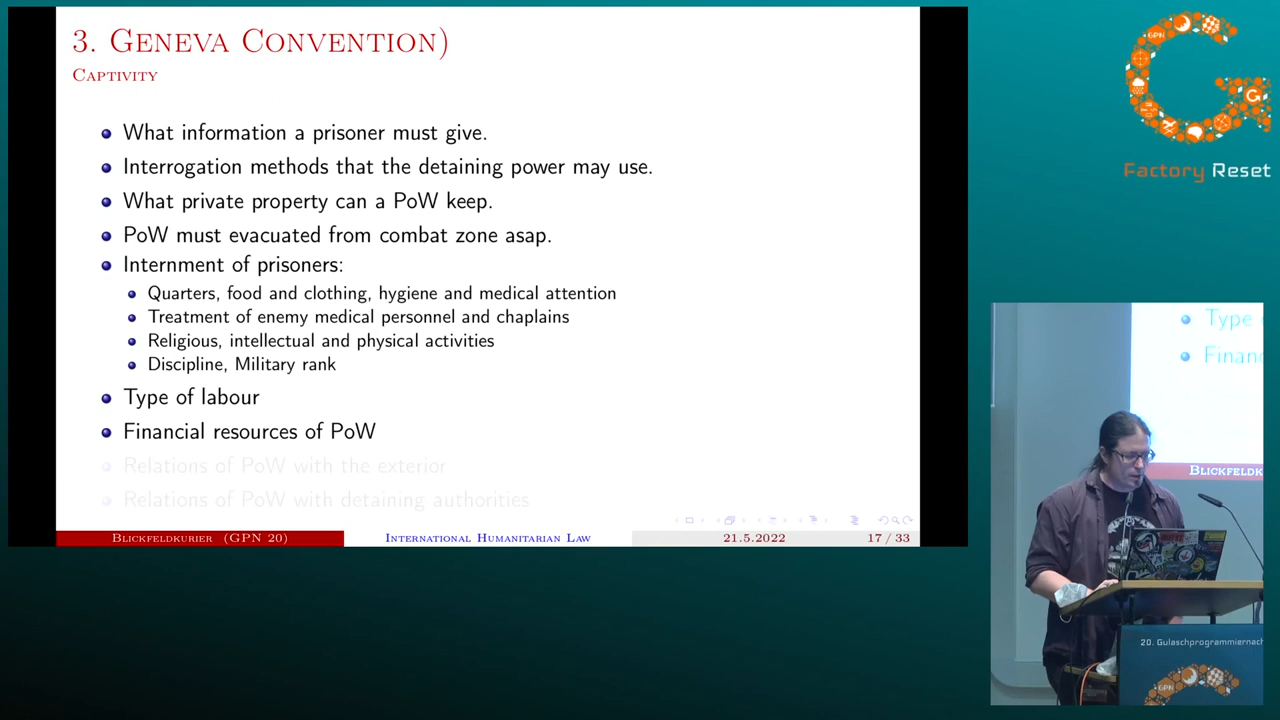 3. Geneva Convention)
Captivity
What information a prisoner must give.
Interrogation methods that the detaining power may use.
What private property can a PoW keep.
PoW must evacuated from combat zone asap.
Internment of prisoners:
Quarters, food and clothing, hygiene and medical attention
Treatment of enemy medical personnel and chaplains
Religious, intellectual and physical activities
Discipline, Military rank
Type of labour
Financial resources of PoW
Relations of PoW with the exterior
Relations of PoW with detaining authorities
Blickfeldkurier (GPN 20)
International Humanitarian Law
21.5.2022
17 / 33
GPN
G
Factory Reset
Type
Finan
Blickfeldk
20. Gulaschprogrammiernach
GPN